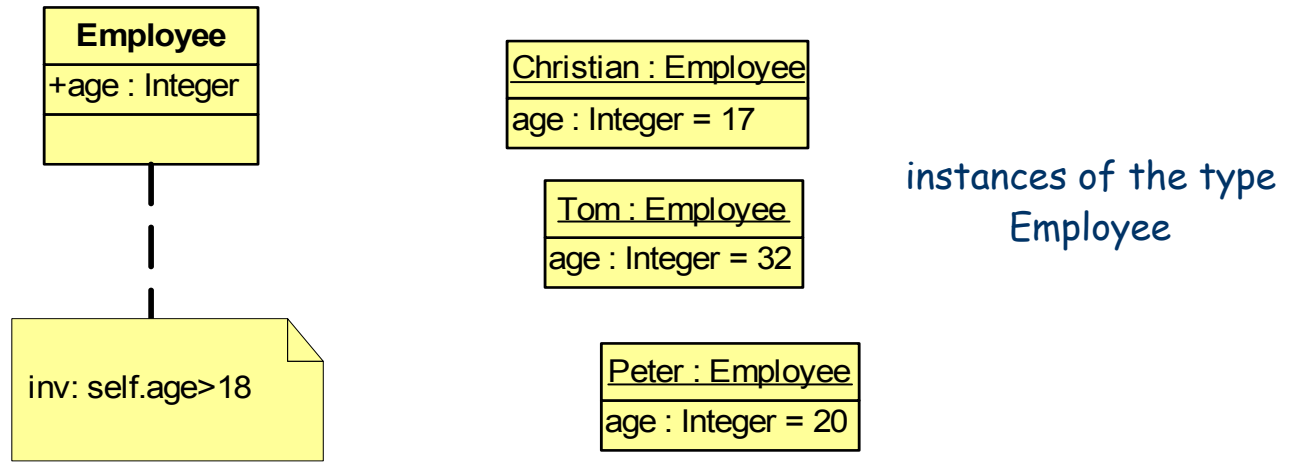 Employee
+age : Integer
inv: self.age>18
Christian : Employee
age : Integer = 17
Tom : Employee
age : Integer = 32
Peter : Employee
age : Integer = 20
instances of the type
Employee